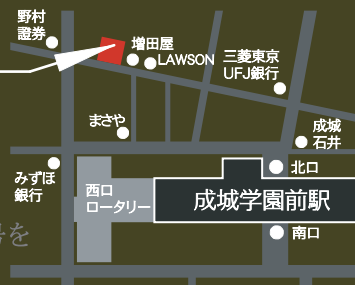 野村
證券
増田屋
LAWSON
三菱東京
UFJ銀行
まさや
成城
石井
みずほ
銀行
西口
ロータリー
北口
成城学園前駅
南口
を